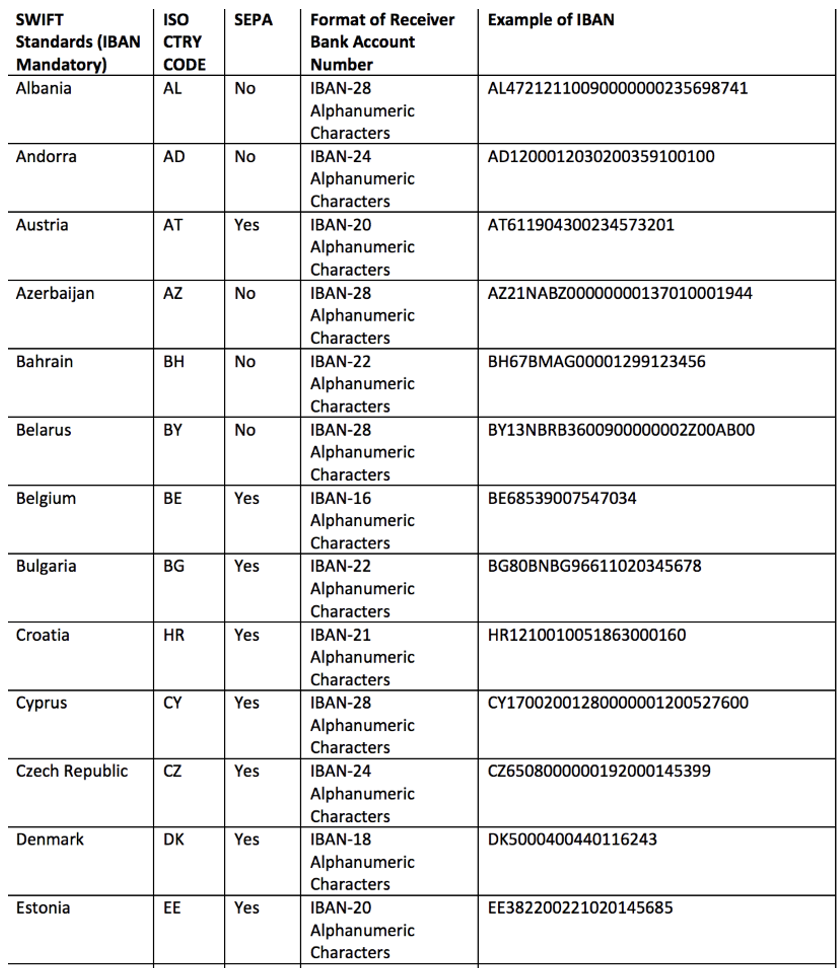 SWIFT ISO SEPA Format of Receiver Example of IBAN
Standards (IBAN CTRY Bank Account
Mandatory) CODE Number
Albania AL No IBAN-28 AL47212110090000000235698741
Alphanumeric
Characters
Andorra AD No IBAN-24 AD1200012030200359100100
Alphanumeric
Characters
Austria AT Yes IBAN-20 AT611904300234573201
Alphanumeric
Characters
Azerbaijan AZ No IBAN-28 AZ21NABZ00000000137010001944
Alphanumeric
Characters
Bahrain BH No IBAN-22 BH67BMAG00001299123456
Alphanumeric
Characters
Belarus BY No IBAN-28 BY13NBRB3600900000002Z00AB00
Alphanumeric
Characters
Belgium BE Yes IBAN-16 BE68539007547034
Alphanumeric
Characters
Bulgaria BG Yes IBAN-22 BG80BNBG96611020345678
Alphanumeric
Characters
Croatia HR Yes IBAN-21 HR1210010051863000160
Alphanumeric
Characters
Cyprus CY Yes IBAN-28 CY17002001280000001200527600
Alphanumeric
Characters
Czech Republic CZ Yes IBAN-24 CZ6508000000192000145399
Alphanumeric
Characters
Denmark DK Yes IBAN-18 DK5000400440116243
Alphanumeric
Characters
Estonia EE Yes IBAN-20 EE382200221020145685
Alphanumeric
Characters